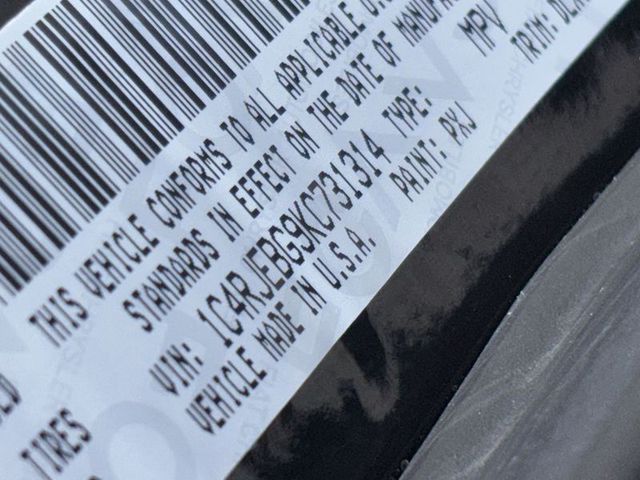 THIS VEHICLE CONFORMS TO ALL APPLICABLE
STANDARDS IN EFFECT ON THE DATE OF
VIN: 1C4RJEBG9KC731314 TYPE: MPV
VEHICLE MADE IN U.S.A. PAINT: PXJ TRIM:
TIRES